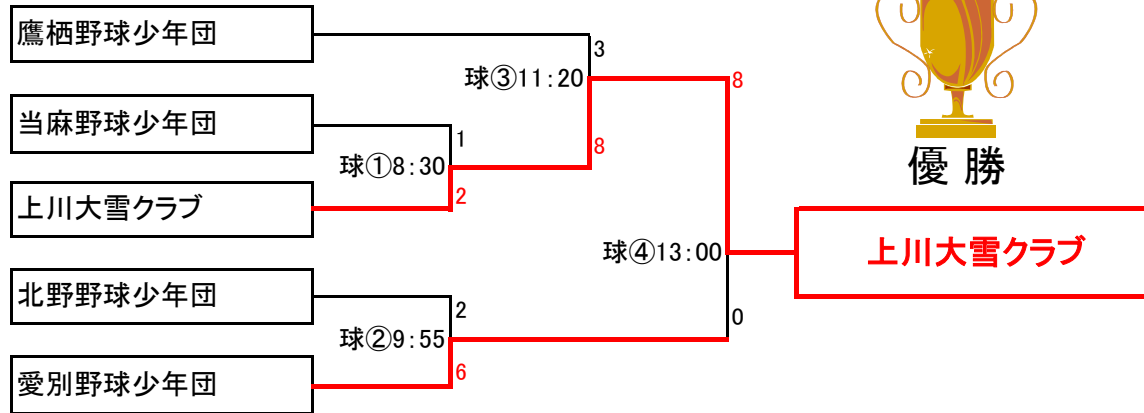 鷹栖野球少年団
3
球③11:20
8
当麻野球少年団
1
球①8:30
8
上川大雪クラブ
2
優勝
球④13:00
上川大雪クラブ
北野野球少年団
2
0
球②9:55
愛別野球少年団
6